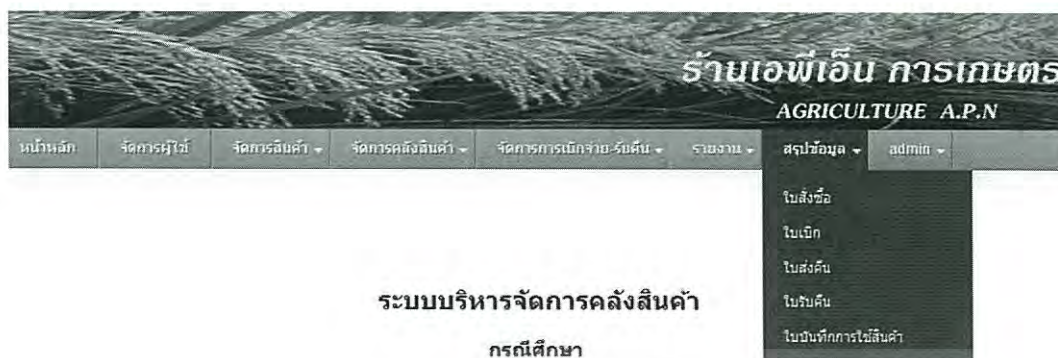 ร้านเอพีเอ็น การเกษตร
AGRICULTURE A.P.N
หน้าหลัก จัดการผู้ใช้ จัดการสินค้า จัดการคลังสินค้า จัดการการเบิกจ่าย-รับคืน รายงาน สรุปข้อมูล admin
ใบสั่งซื้อ
ใบเบิก
ใบส่งคืน
ใบรับคืน
ใบบันทึกการใช้สินค้า
ระบบบริหารจัดการคลังสินค้า
กรณีศึกษา